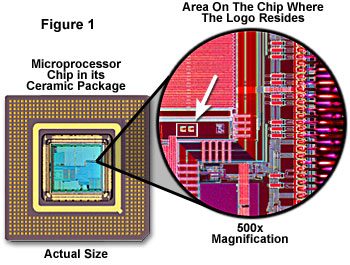 Figure 1
Microprocessor
Chip in its
Ceramic Package
Actual Size
Area On The Chip Where
The Logo Resides
500x
Magnification